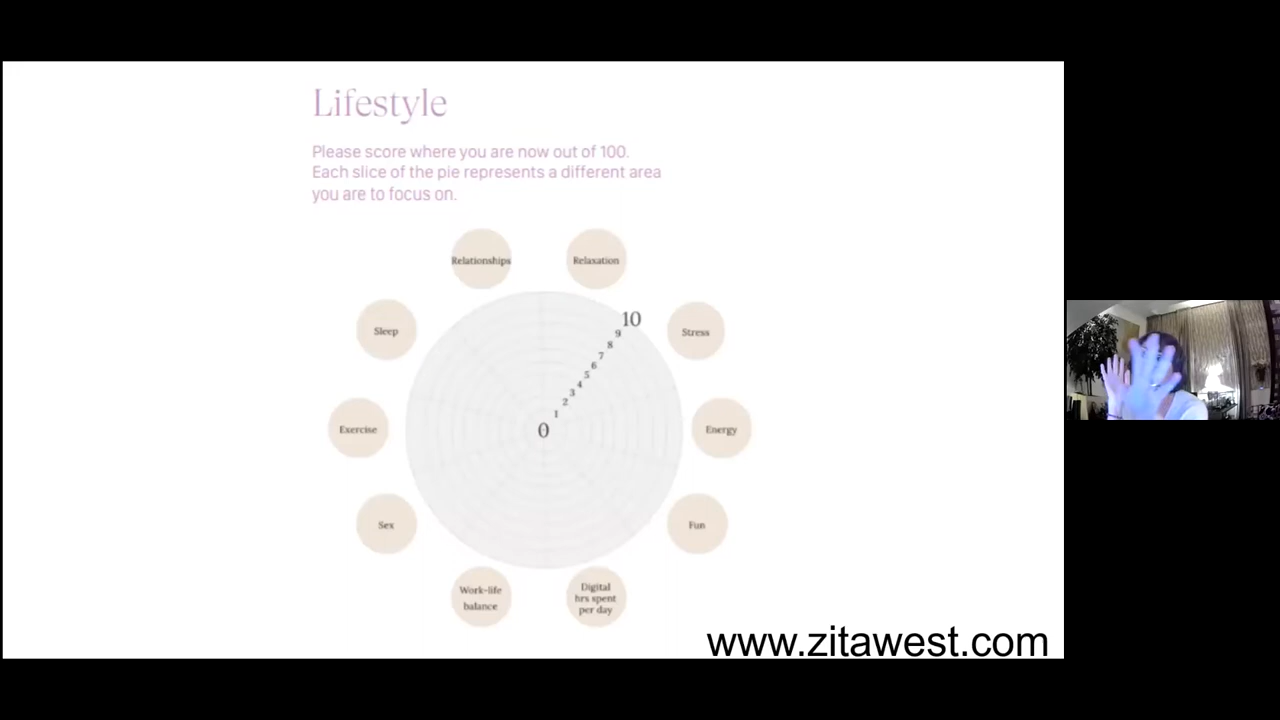 Lifestyle
Please score where you are now out of 100.
Each slice of the pie represents a different area
you are to focus on.
Relationships
Relaxation
Sleep
10
Stress
9
8
7
6
5
4
3
2
1
Exercise
0
Energy
Sex
Fun
Work-life
balance
Digital
hrs spent
per day
www.zitawest.com